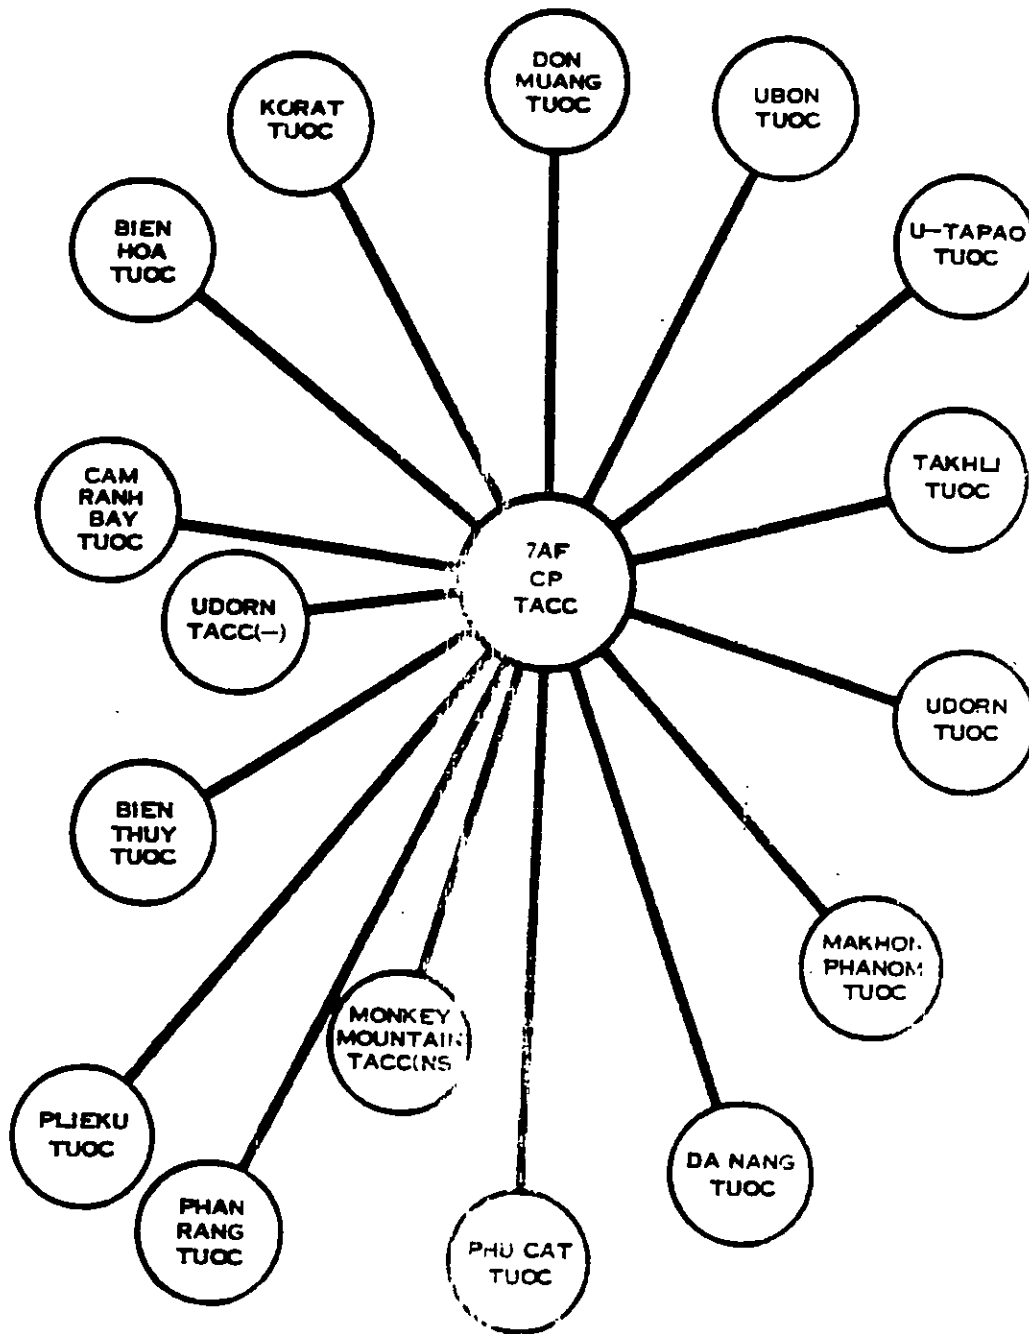 DON
MUANG
TUOC
KORAT
TUOC
UBON
TUOC
BIEN
HOA
TUOC
U-TAPAO
TUOC
CAM
RANH
BAY
TUOC
TAKHLI
TUOC
7AF
CP
TACC
UDORN
TACC(-)
UDORN
TUOC
BIEN
THUY
TUOC
MAKHON
PHANOM
TUOC
MONKEY
MOUNTAIN
TACC(NS
PLIEKU
TUOC
DA NANG
TUOC
PHAN
RANG
TUOC
PHU CAT
TUOC